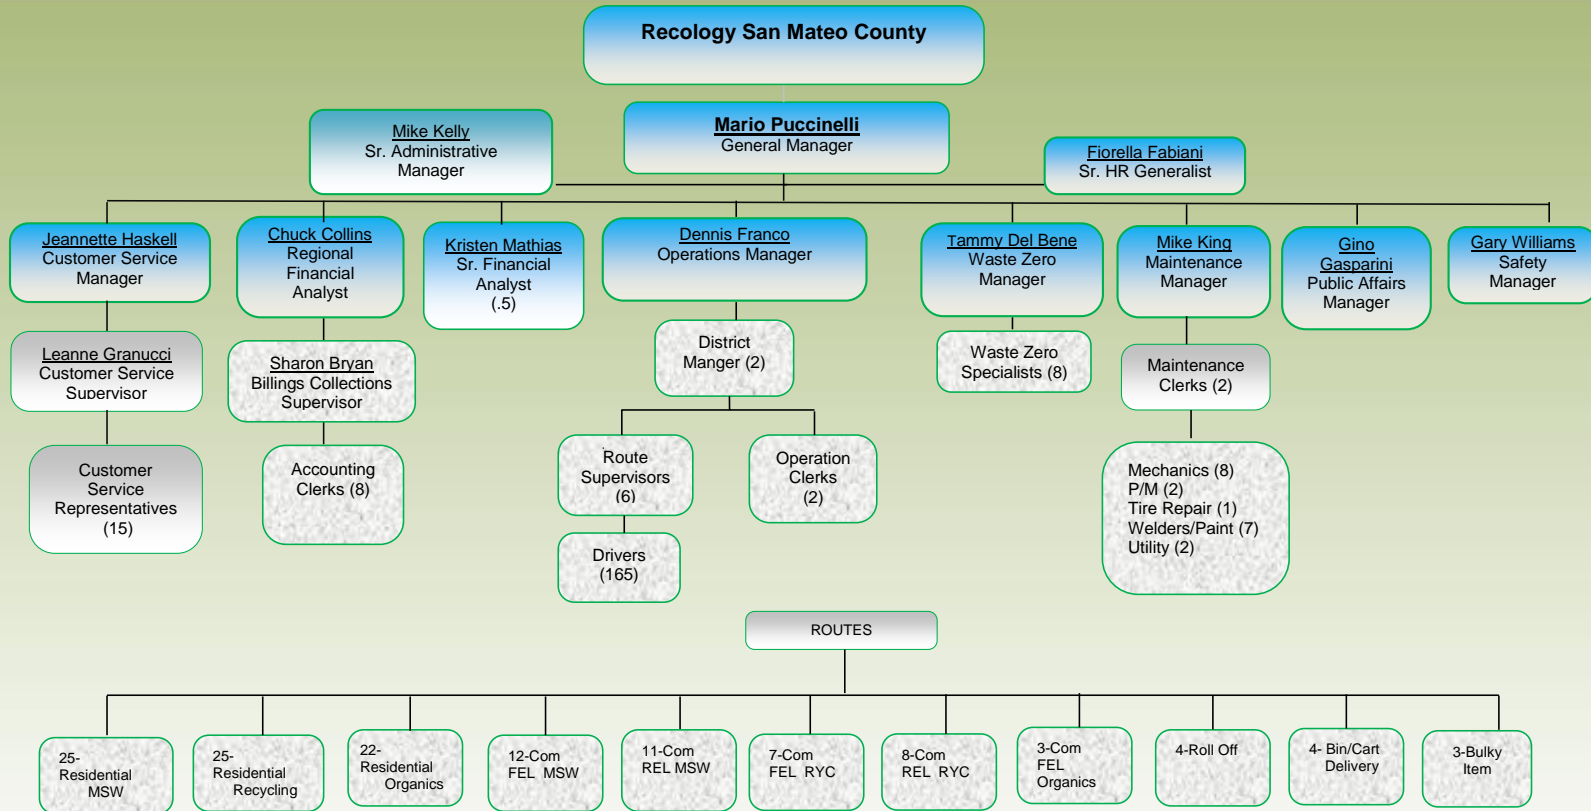 Recology San Mateo County
Mike Kelly
Sr. Administrative
Manager
Mario Puccinelli
General Manager
Fiorella Fabiani
Sr. HR Generalist
Jeannette Haskell
Customer Service
Manager
Chuck Collins
Regional
Financial
Analyst
Kristen Mathias
Sr. Financial
Analyst
(.5)
Dennis Franco
Operations Manager
Tammy Del Bene
Waste Zero
Manager
Mike King
Maintenance
Manager
Gino
Gasparini
Public Affairs
Manager
Gary Williams
Safety
Manager
Leanne Granucci
Customer Service
Supervisor
Sharon Bryan
Billings Collections
Supervisor
District
Manger (2)
Waste Zero
Specialists (8)
Maintenance
Clerks (2)
Customer
Service
Representatives
(15)
Accounting
Clerks (8)
Route
Supervisors
(6)
Operation
Clerks
(2)
Mechanics (8)
P/M (2)
Tire Repair (1)
Welders/Paint (7)
Utility (2)
Drivers
(165)
ROUTES
25-
Residential
MSW
25-
Residential
Recycling
22-
Residential
Organics
12-Com
FEL MSW
11-Com
REL MSW
7-Com
FEL RYC
8-Com
REL RYC
3-Com
FEL
Organics
4-Roll Off
4- Bin/Cart
Delivery
3-Bulky
Item